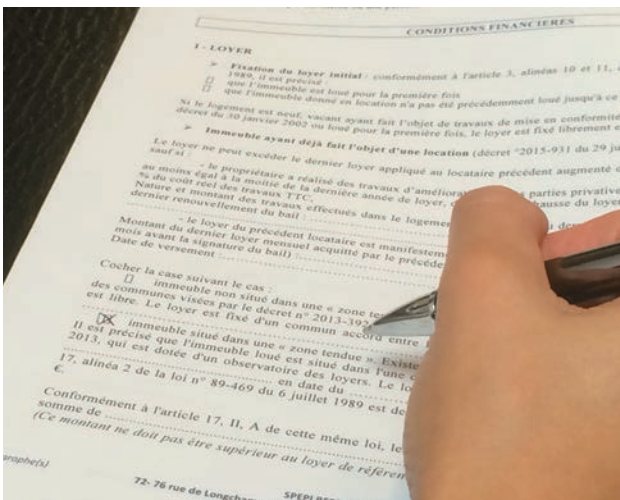 CONDITIONS FINANCIERES
I - LOYER
➢ Fixation du loyer initial : conformément à l'article 3, alinéas 10 et 11,
1989, il est précisé :
que l'immeuble est loué pour la première fois
que l'immeuble donné en location n'a pas été précédemment loué jusqu'à ce
Si le logement est neuf, vacant ayant fait l'objet de travaux de mise en conformité
décret du 30 janvier 2002 ou loué pour la première fois, le loyer est fixé librement e
➢ Immeuble ayant déjà fait l'objet d'une location (décret n°2015-931 du 29 ju
Le loyer ne peut excéder le dernier loyer appliqué au locataire précédent augmenté
sauf si :
- le propriétaire a réalisé des travaux d'améliora parties privative
au moins égal à la moitié de la dernière année de loyer, hausse du loyer
% du coût réel des travaux TTC,
Nature et montant des travaux effectués dans le logeme
dernier renouvellement du bail :
- le loyer du précédent locataire est manifestem
Montant du dernier loyer mensuel acquitté par le précéde
mois avant la signature du bail) :
Date de versement :
Cocher la case suivant le cas :
immeuble non situé dans une « zone te
des communes visées par le décret n° 2013-392
est libre. Le loyer est fixé d'un commun accord entre
immeuble situé dans une « zone tendue ». Existe
Il est précisé que l'immeuble loué est situé dans l'une
2013, qui est dotée d'un observatoire des loyers. Le lo
en date du
17, alinéa 2 de la loi n° 89-469 du 6 juillet 1989 est de
€.
Conformément à l'article 17, II, A de cette même loi, le
somme de
(Ce montant ne doit pas être supérieur au loyer de référen
araphe(s)
72- 76 rue de Longcha